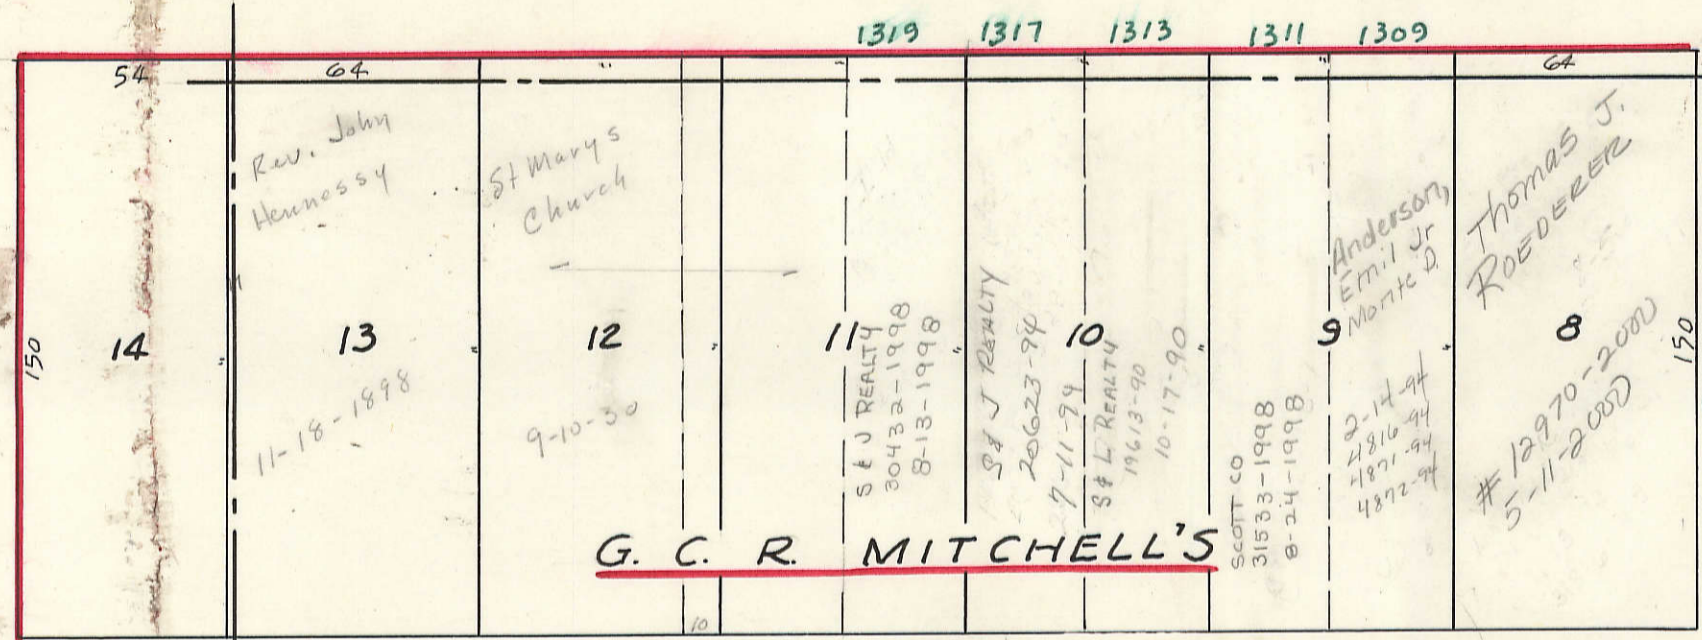 1319 1317 1313 1311 1309
54 64 " " " " 64
Rev. John
Hennessy
St Marys
Church
Anderson,
Emil Jr
Monte D.
Thomas J.
ROEDERER
150 14 " 13 " 12 " 11 " 10 " 9 " 8 150
11-18-1898
9-10-30
S & J REALTY
30432-1998
8-13-1998
S & J REALTY
20623-94
7-11-94
S & L REALTY
19613-90
10-17-90
SCOTT CO
31533-1998
8-24-1998
2-14-94
4816-94
4871-94
4872-94
# 12970-2000
5-11-2000
G. C. R. MITCHELL'S
10